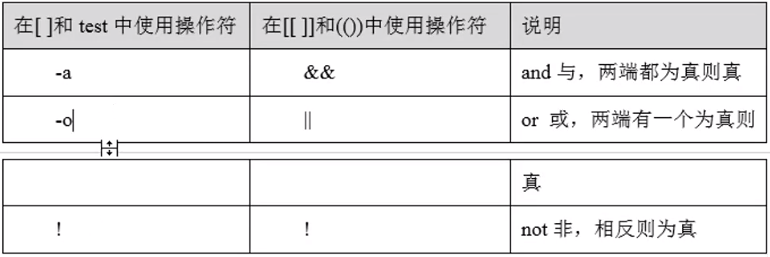 在[ ]和 test 中使用操作符 在[[ ]]和(())中使用操作符 说明
-a && and 与，两端都为真则真
-o || or 或，两端有一个为真则
真
! ! not 非，相反则为真